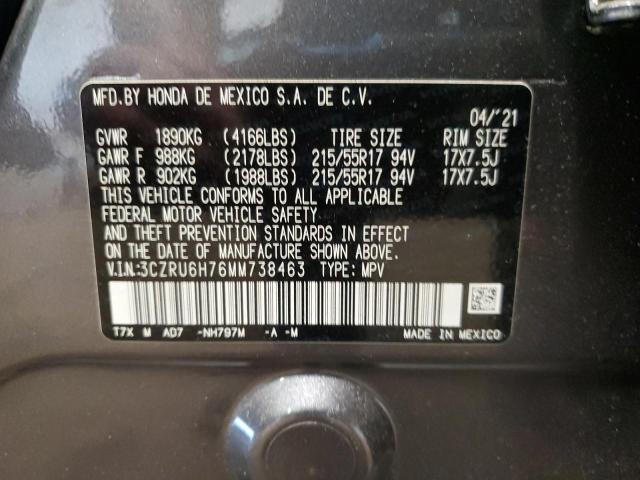 MFD.BY HONDA DE MEXICO S.A. DE C.V.
04/'21
GVWR 1890KG (4166LBS) TIRE SIZE RIM SIZE
GAWR F 988KG (2178LBS) 215/55R17 94V 17X7.5J
GAWR R 902KG (1988LBS) 215/55R17 94V 17X7.5J
THIS VEHICLE CONFORMS TO ALL APPLICABLE
FEDERAL MOTOR VEHICLE SAFETY
AND THEFT PREVENTION STANDARDS IN EFFECT
ON THE DATE OF MANUFACTURE SHOWN ABOVE.
V.I.N.:3CZRU6H76MM738463 TYPE: MPV
T7X M AD7 -NH797M -A -M
MADE IN MEXICO